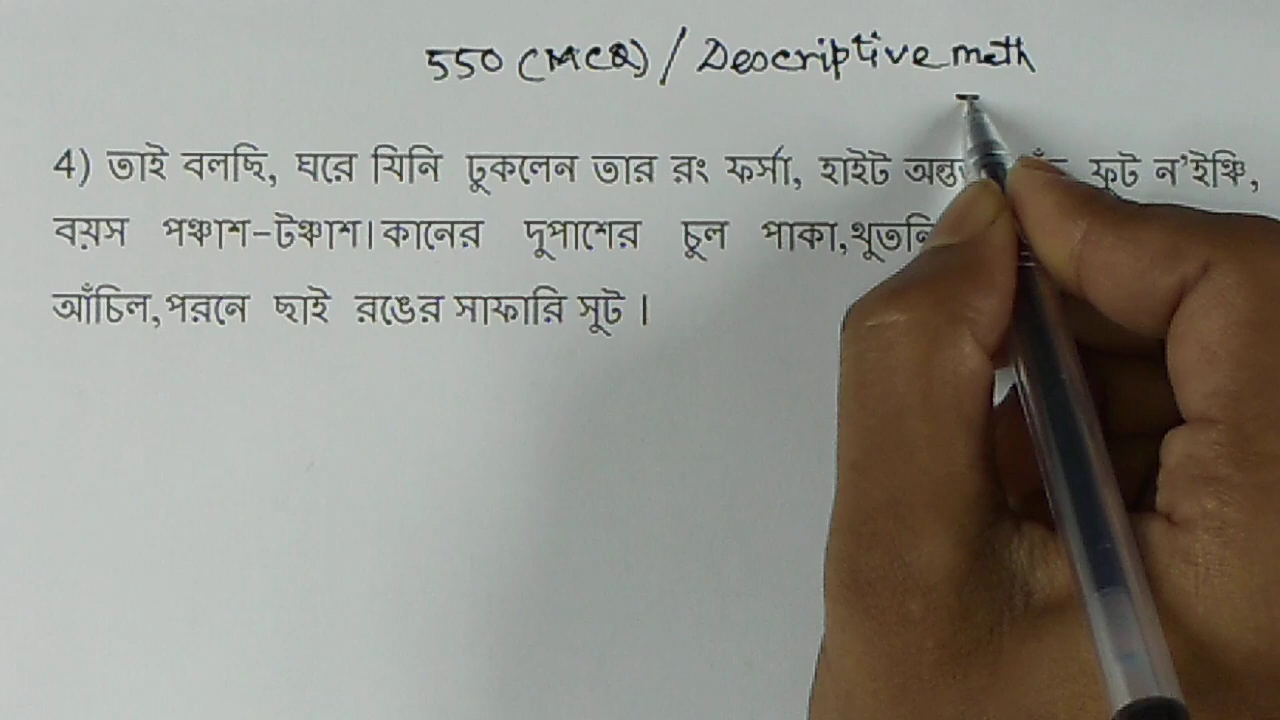 550 (MCQ) / Descriptive math
4) তাই বলছি, ঘরে যিনি ঢুকলেন তার রং ফর্সা, হাইট ফুট ন'ইঞ্চি,
বয়স পঞ্চাশ-টঞ্চাশ।কানের দুপাশের চুল পাকা,
আঁচিল,পরনে ছাই রঙের সাফারি সুট ।